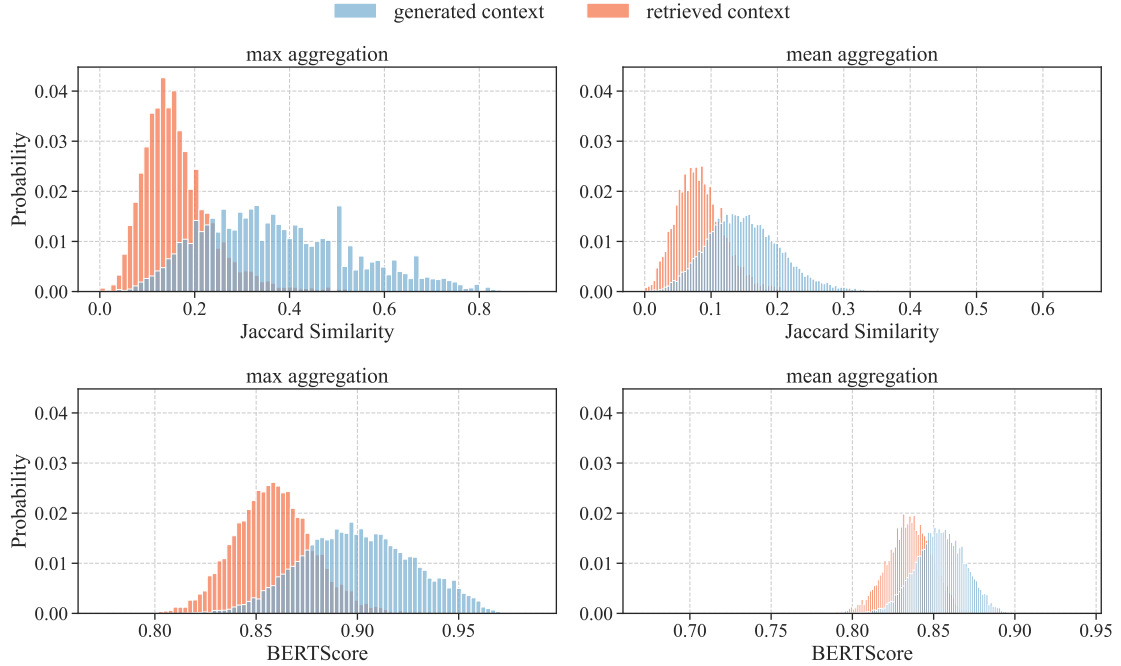 generated context
retrieved context
max aggregation
mean aggregation
Probability
0.04
0.03
0.02
0.01
0.00
0.0 0.2 0.4 0.6 0.8
Jaccard Similarity
0.04
0.03
0.02
0.01
0.00
0.0 0.1 0.2 0.3 0.4 0.5 0.6
Jaccard Similarity
max aggregation
mean aggregation
Probability
0.04
0.03
0.02
0.01
0.00
0.80 0.85 0.90 0.95
BERTScore
0.04
0.03
0.02
0.01
0.00
0.70 0.75 0.80 0.85 0.90 0.95
BERTScore